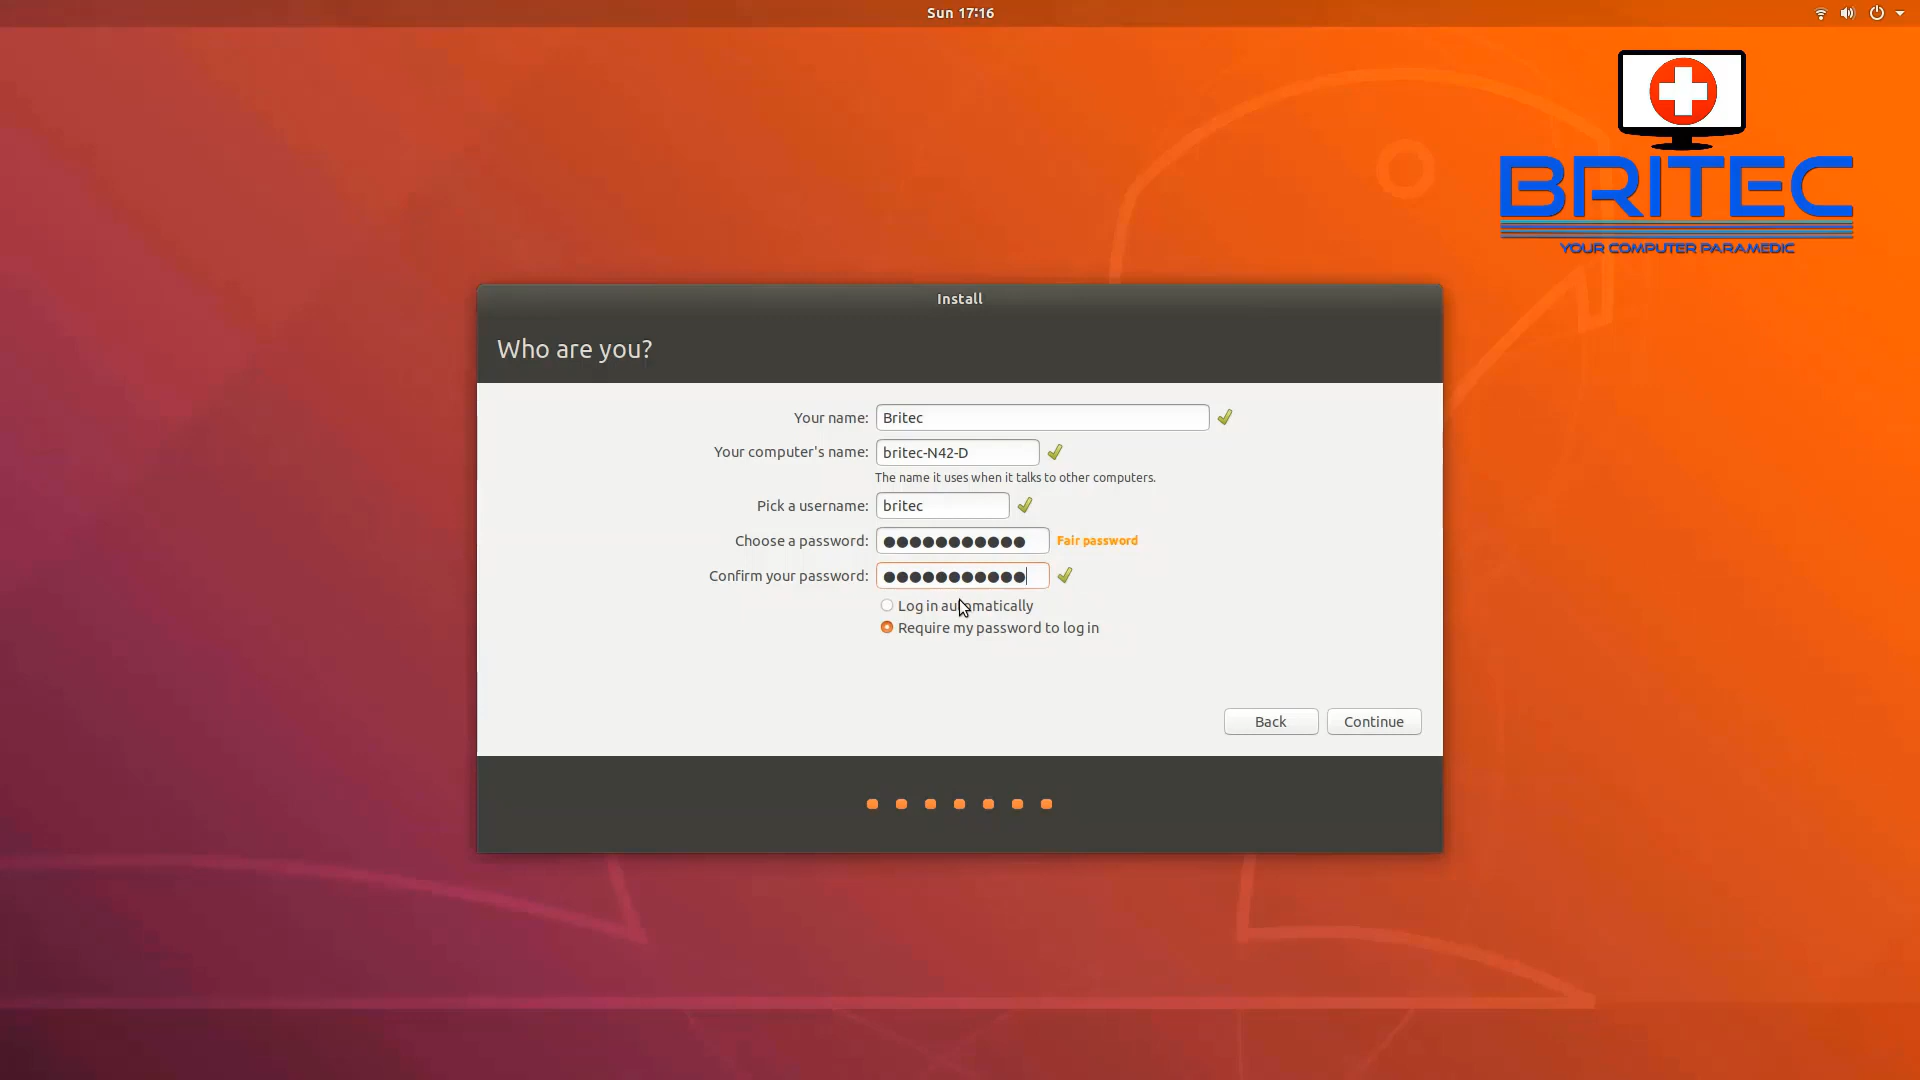 Sun 17:16
BRITEC
YOUR COMPUTER PARAMEDIC
Install
Who are you?
Your name: Britec
Your computer's name: britec-N42-D
The name it uses when it talks to other computers.
Pick a username: britec
Choose a password: ●●●●●●●●●●● Fair password
Confirm your password: ●●●●●●●●●●●
Log in automatically
Require my password to log in
Back Continue